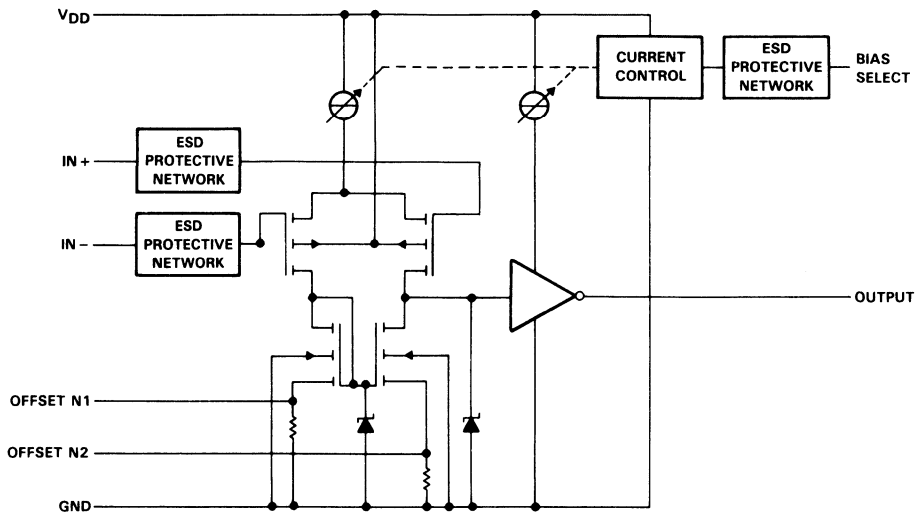 VDD
CURRENT
CONTROL
ESD
PROTECTIVE
NETWORK
BIAS
SELECT
IN +
ESD
PROTECTIVE
NETWORK
IN −
ESD
PROTECTIVE
NETWORK
OUTPUT
OFFSET N1
OFFSET N2
GND